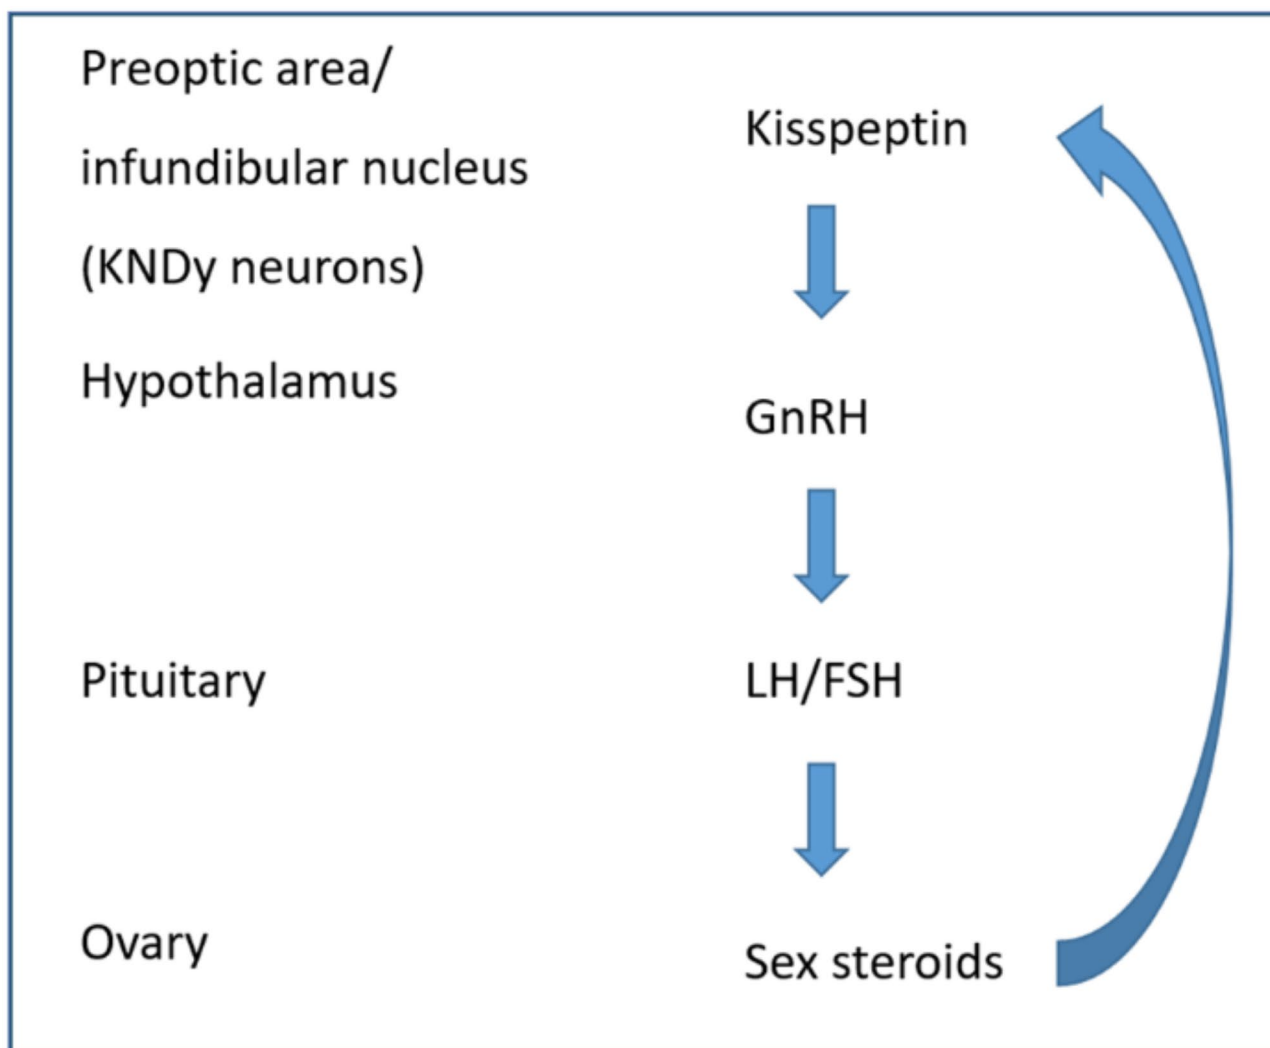 Preoptic area/
infundibular nucleus
(KNDy neurons)
Hypothalamus
Pituitary
Ovary
Kisspeptin
GnRH
LH/FSH
Sex steroids